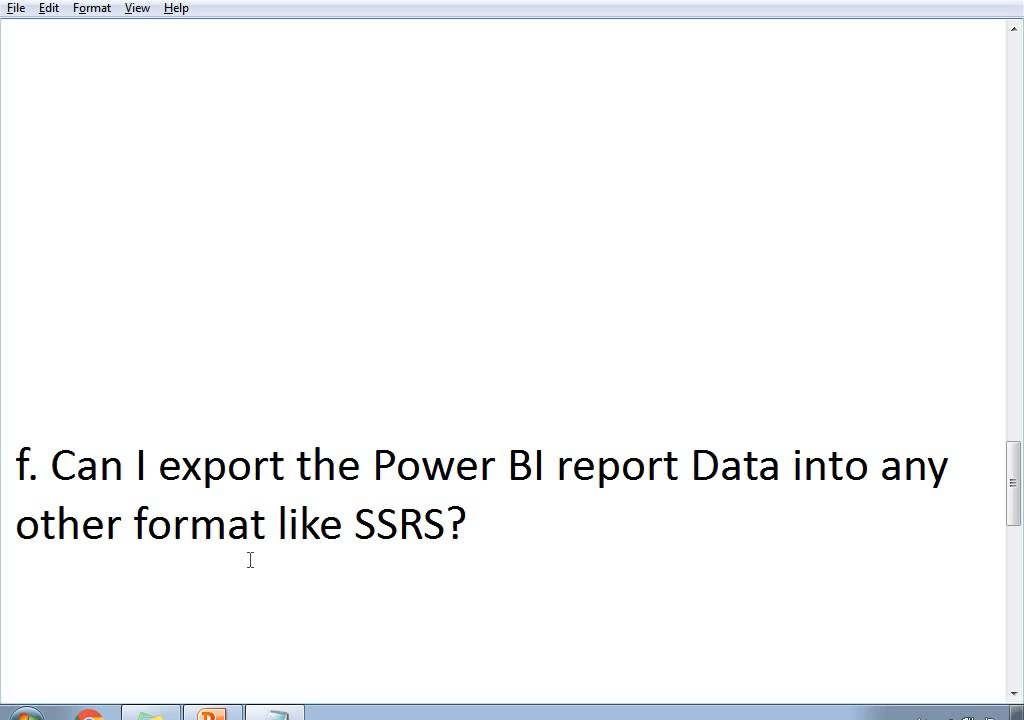 File Edit Format View Help
f. Can I export the Power BI report Data into any
other format like SSRS?